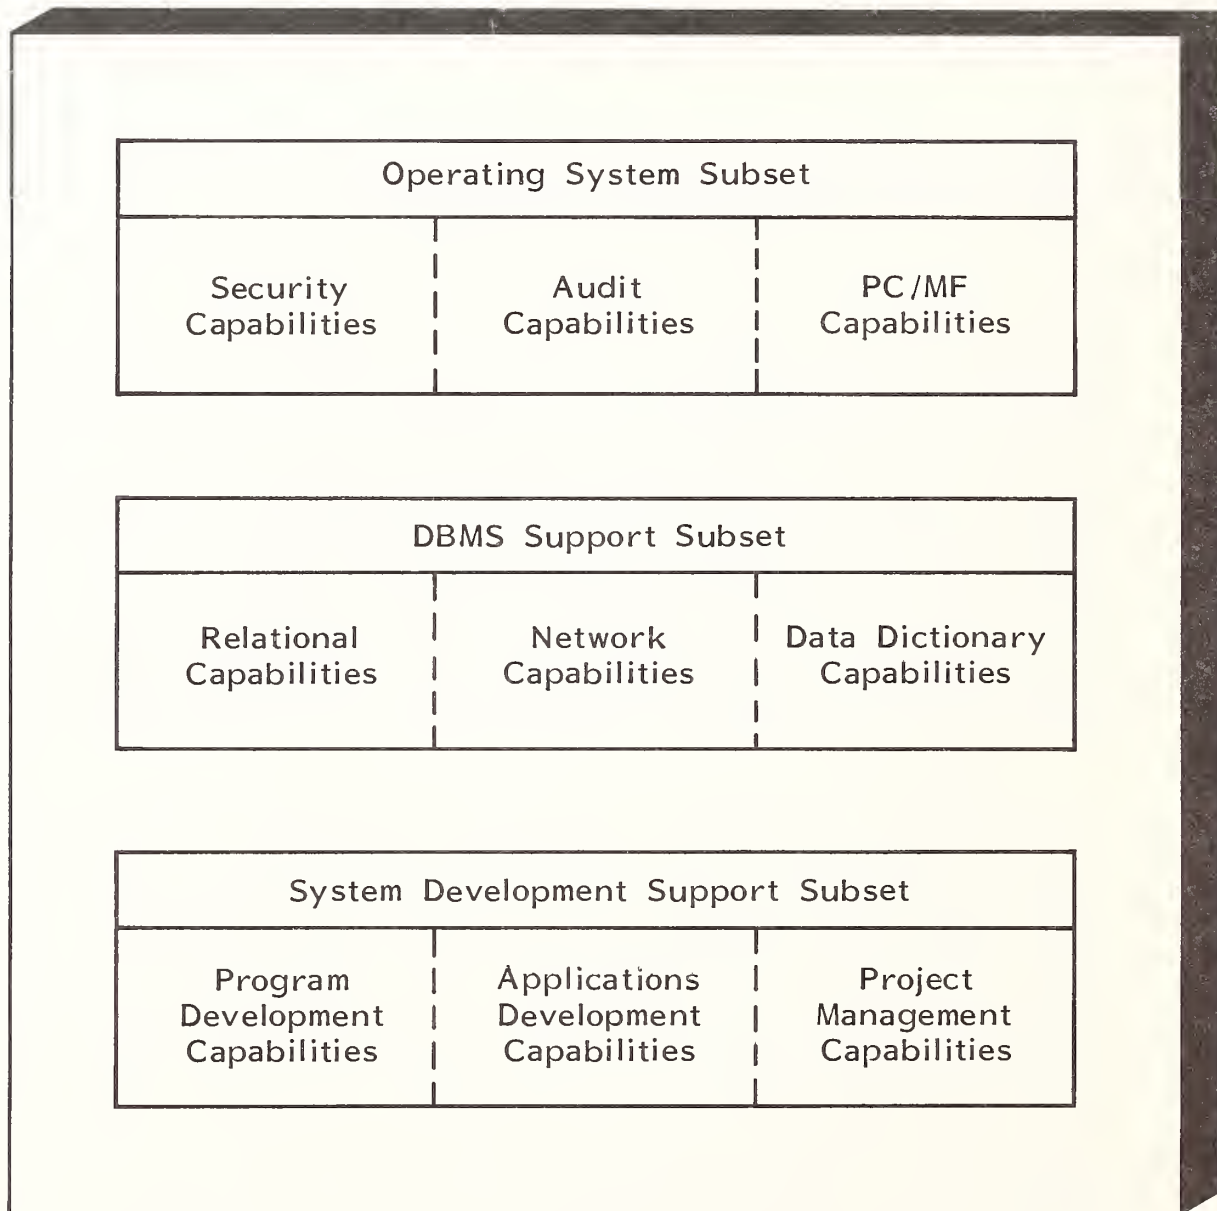 Operating System Subset
Security
Capabilities
Audit
Capabilities
PC/MF
Capabilities
DBMS Support Subset
Relational
Capabilities
Network
Capabilities
Data Dictionary
Capabilities
System Development Support Subset
Program
Development
Capabilities
Applications
Development
Capabilities
Project
Management
Capabilities